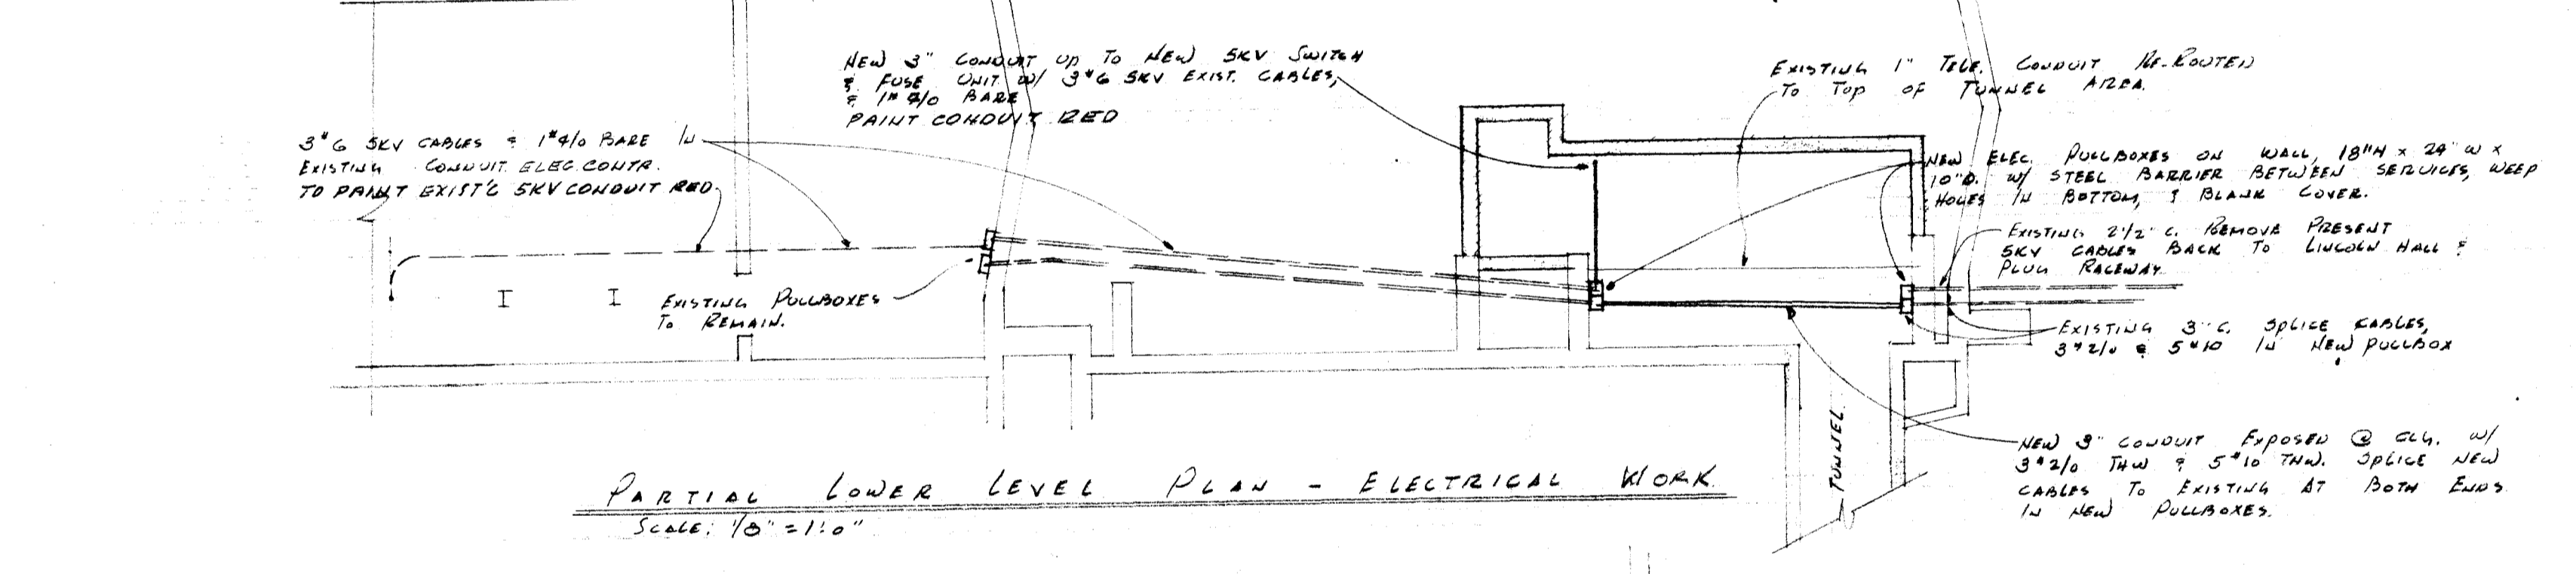 NEW 3" CONDUIT UP TO NEW 5KV SWITCH
& FUSE UNIT W/ 3#6 5KV EXIST. CABLES,
& 1#4/0 BARE
PAINT CONDUIT RED
EXISTING 1" TELE. CONDUIT RE-ROUTED
TO TOP OF TUNNEL AREA.
3#6 5KV CABLES & 1#4/0 BARE IN
EXISTING CONDUIT ELEC. CONTR.
TO PAINT EXIST'G 5KV CONDUIT RED.
NEW ELEC. PULLBOXES ON WALL, 18"H x 24"W x
10"D. W/ STEEL BARRIER BETWEEN SERVICES, WEEP
HOLES IN BOTTOM, & BLANK COVER.
EXISTING 2 1/2" C. REMOVE PRESENT
5KV CABLES BACK TO LINCOLN HALL &
PLUG RACEWAY.
EXISTING PULLBOXES
TO REMAIN.
EXISTING 3" C. SPLICE CABLES,
3#2/0 & 5#10 IN NEW PULLBOX
TUNNEL
NEW 3" CONDUIT EXPOSED @ CLG. W/
3#2/0 THW & 5#10 THW. SPLICE NEW
CABLES TO EXISTING AT BOTH ENDS
IN NEW PULLBOXES.
PARTIAL LOWER LEVEL PLAN - ELECTRICAL WORK
SCALE: 1/8" = 1'-0"